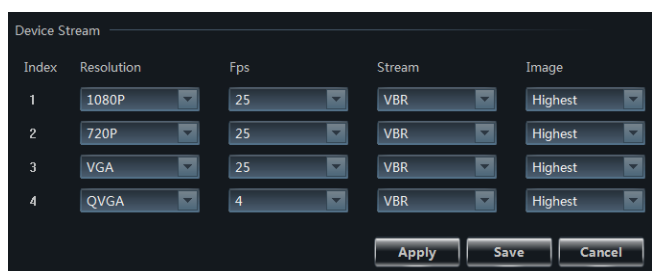 Device Stream
Index Resolution Fps Stream Image
1 1080P 25 VBR Highest
2 720P 25 VBR Highest
3 VGA 25 VBR Highest
4 QVGA 4 VBR Highest
Apply Save Cancel